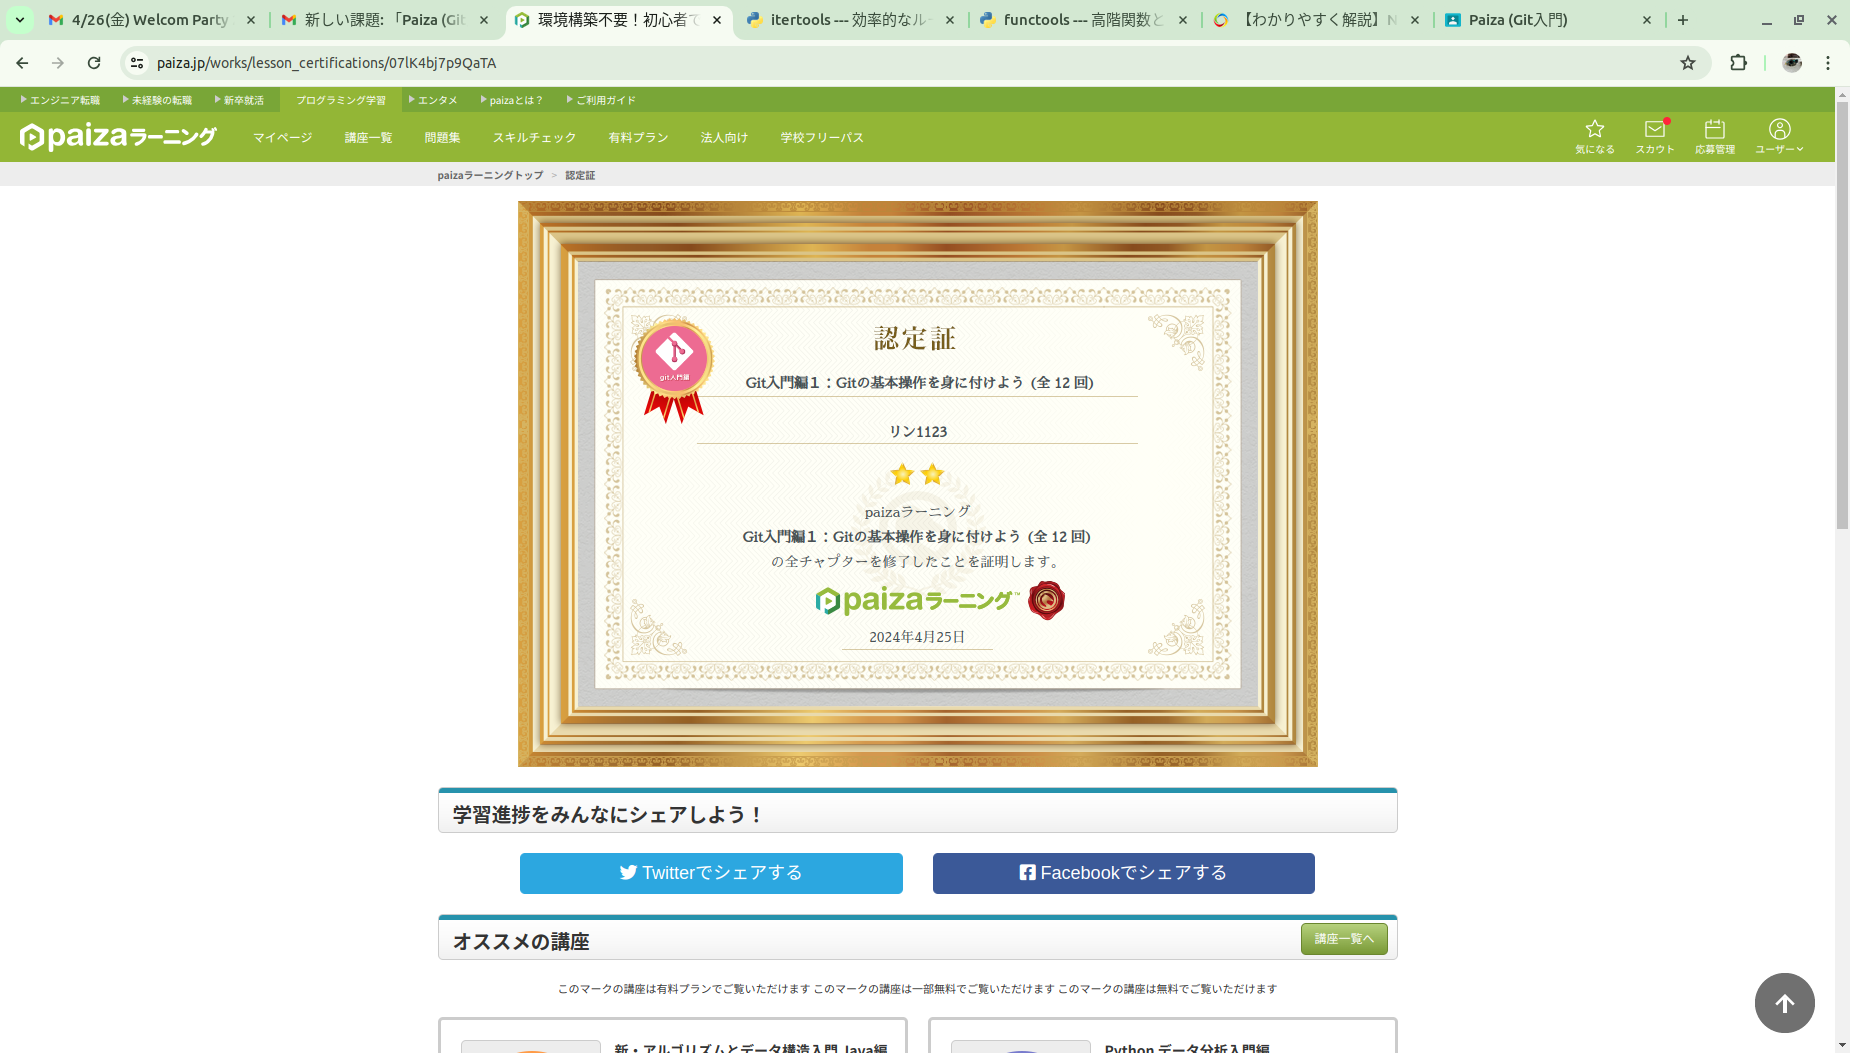 4/26(金) Welcom Party
新しい課題: 「Paiza (Git
環境構築不要！初心者で
itertools --- 効率的なルー
functools --- 高階関数と
【わかりやすく解説】N
Paiza (Git入門)
paiza.jp/works/lesson_certifications/07lK4bj7p9QaTA
エンジニア転職 未経験の転職 新卒就活 プログラミング学習 エンタメ paizaとは？ ご利用ガイド
paizaラーニング マイページ 講座一覧 問題集 スキルチェック 有料プラン 法人向け 学校フリーパス
気になる スカウト 応募管理 ユーザー
paizaラーニングトップ > 認定証
git入門編
認定証
Git入門編１：Gitの基本操作を身に付けよう (全 12 回)
リン1123
paizaラーニング
Git入門編１：Gitの基本操作を身に付けよう (全 12 回)
の全チャプターを修了したことを証明します。
paizaラーニング™
2024年4月25日
学習進捗をみんなにシェアしよう！
Twitterでシェアする Facebookでシェアする
オススメの講座 講座一覧へ
このマークの講座は有料プランでご覧いただけます このマークの講座は一部無料でご覧いただけます このマークの講座は無料でご覧いただけます
新・アルゴリズムとデータ構造入門 Java編 Python データ分析入門編